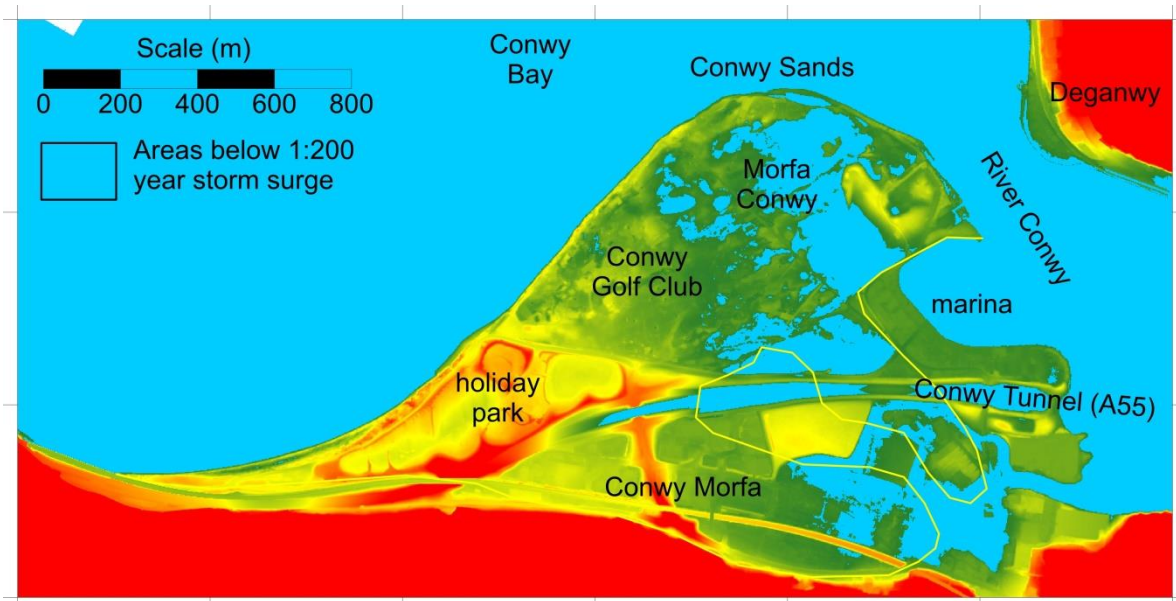 Scale (m)
0 200 400 600 800
Areas below 1:200
year storm surge
Conwy
Bay
Conwy Sands
Deganwy
Morfa
Conwy
River Conwy
Conwy
Golf Club
marina
holiday
park
Conwy Tunnel (A55)
Conwy Morfa